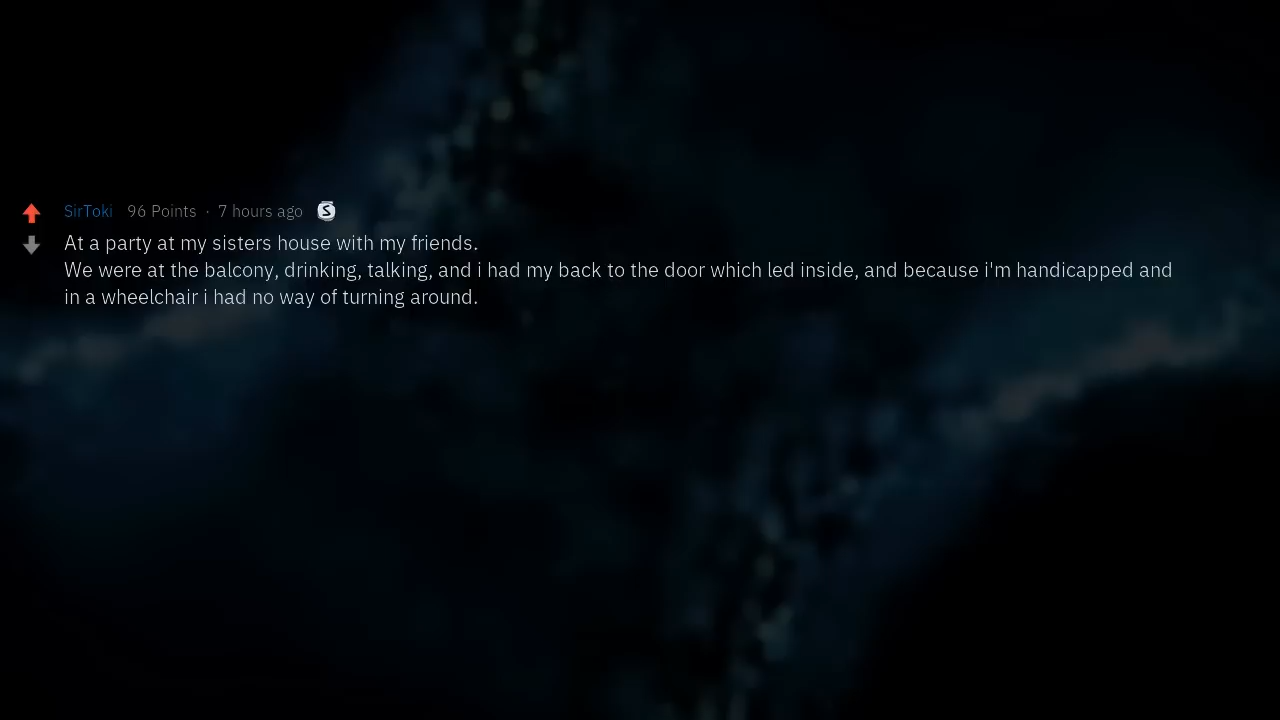 SirToki 96 Points · 7 hours ago S
At a party at my sisters house with my friends.
We were at the balcony, drinking, talking, and i had my back to the door which led inside, and because i'm handicapped and
in a wheelchair i had no way of turning around.